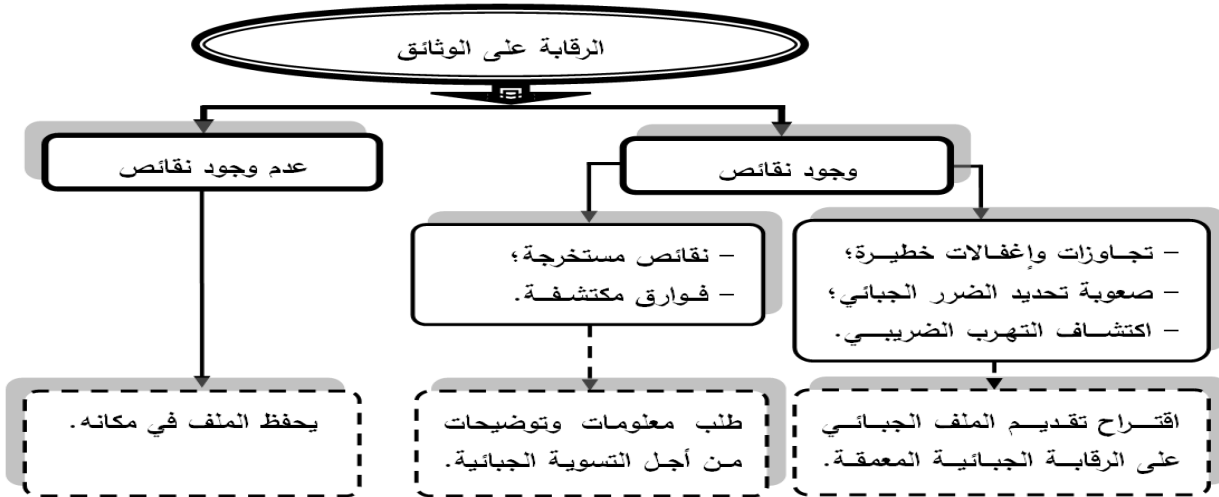 الرقابة على الوثائق
وجود نقائص
عدم وجود نقائص
– تجاوزات وإغفالات خطيرة؛
– صعوبة تحديد الضرر الجبائي؛
– اكتشاف التهرب الضريبي.
– نقائص مستخرجة؛
– فوارق مكتشفة.
اقتراح تقديم الملف الجبائي
على الرقابة الجبائية المعمقة.
طلب معلومات وتوضيحات
من أجل التسوية الجبائية.
يحفظ الملف في مكانه.